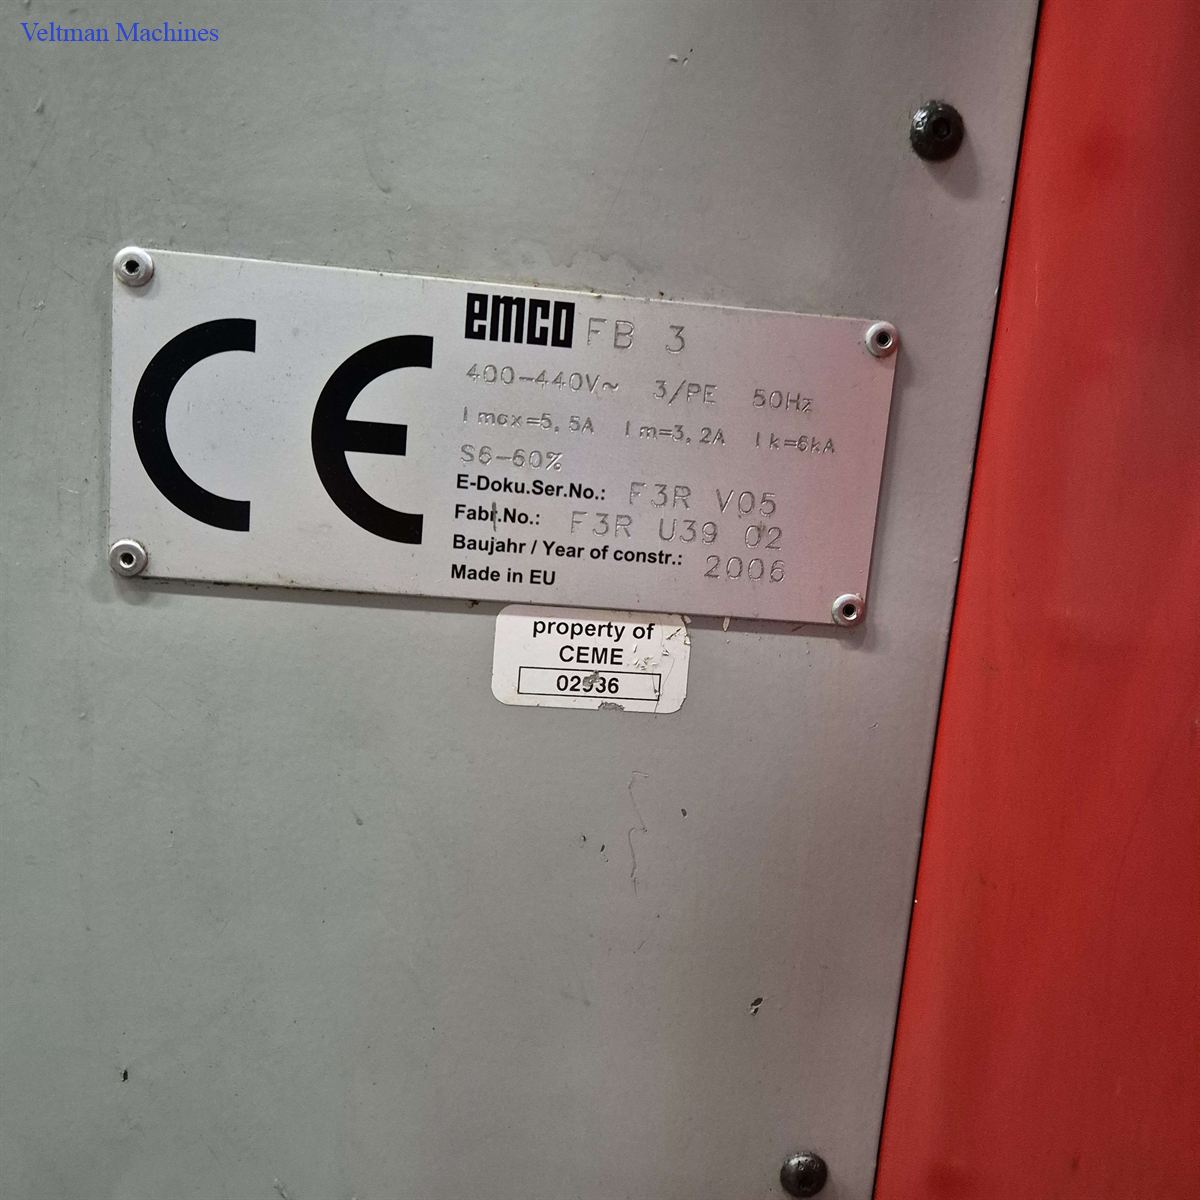 Veltman Machines
CE
emco FB 3
400-440V~ 3/PE 50Hz
I max=5,5A I m=3,2A I k=6kA
S6-60%
E-Doku.Ser.No.: F3R V05
Fabr.No.: F3R U39 02
Baujahr / Year of constr.: 2006
Made in EU
property of
CEME